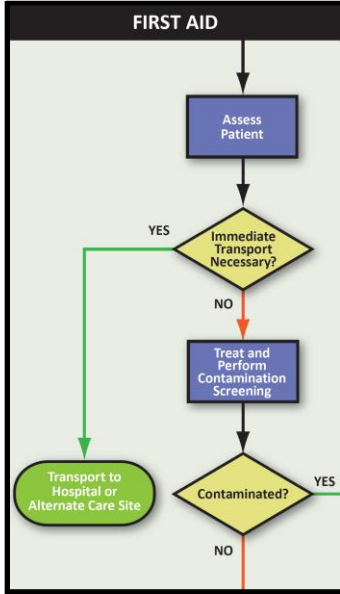 FIRST AID
Assess
Patient
YES
Immediate
Transport
Necessary?
NO
Treat and
Perform
Contamination
Screening
Transport to
Hospital or
Alternate Care Site
Contaminated?
YES
NO